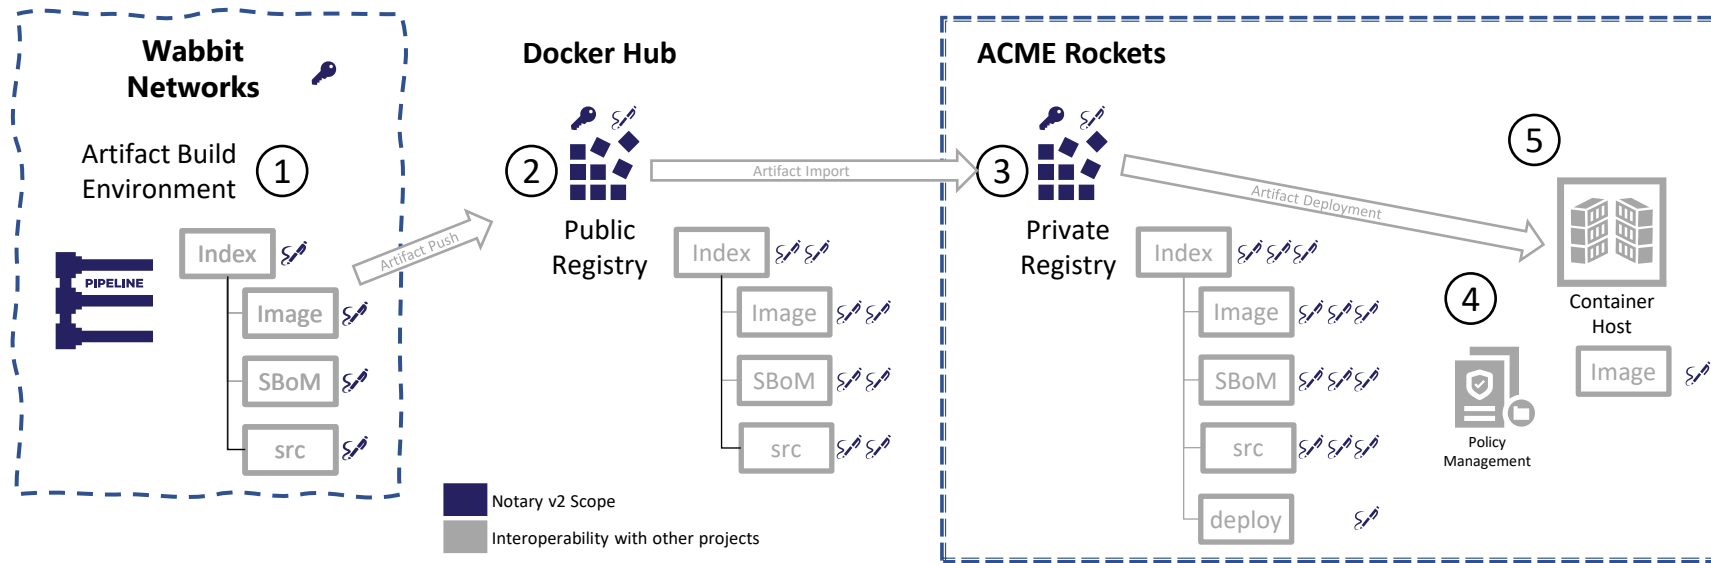 Wabbit
Networks
Artifact Build
Environment
1
PIPELINE
Index
Image
SBoM
src
Artifact Push
Docker Hub
2
Public
Registry
Index
Image
SBoM
src
Artifact Import
Notary v2 Scope
Interoperability with other projects
ACME Rockets
3
Private
Registry
Index
Image
SBoM
src
deploy
Artifact Deployment
4
Policy
Management
5
Container
Host
Image